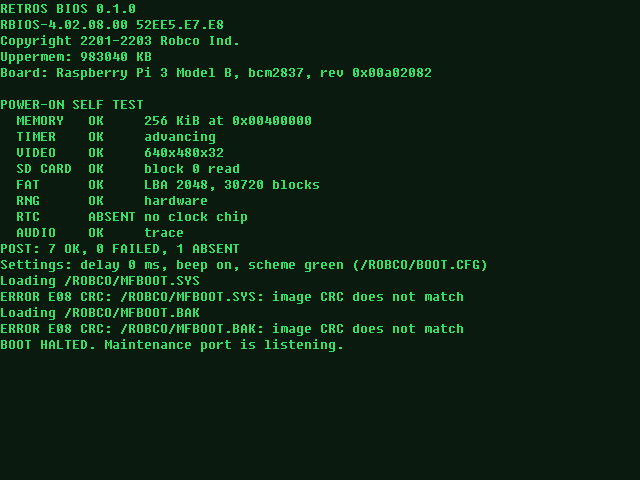 RETROS BIOS 0.1.0
RBIOS-4.02.08.00 52EE5.E7.E8
Copyright 2201-2203 Robco Ind.
Uppermem: 983040 KB
Board: Raspberry Pi 3 Model B, bcm2837, rev 0x00a02082
POWER-ON SELF TEST
MEMORY OK 256 KiB at 0x00400000
TIMER OK advancing
VIDEO OK 640x480x32
SD CARD OK block 0 read
FAT OK LBA 2048, 30720 blocks
RNG OK hardware
RTC ABSENT no clock chip
AUDIO OK trace
POST: 7 OK, 0 FAILED, 1 ABSENT
Settings: delay 0 ms, beep on, scheme green (/ROBCO/BOOT.CFG)
Loading /ROBCO/MFBOOT.SYS
ERROR E08 CRC: /ROBCO/MFBOOT.SYS: image CRC does not match
Loading /ROBCO/MFBOOT.BAK
ERROR E08 CRC: /ROBCO/MFBOOT.BAK: image CRC does not match
BOOT HALTED. Maintenance port is listening.